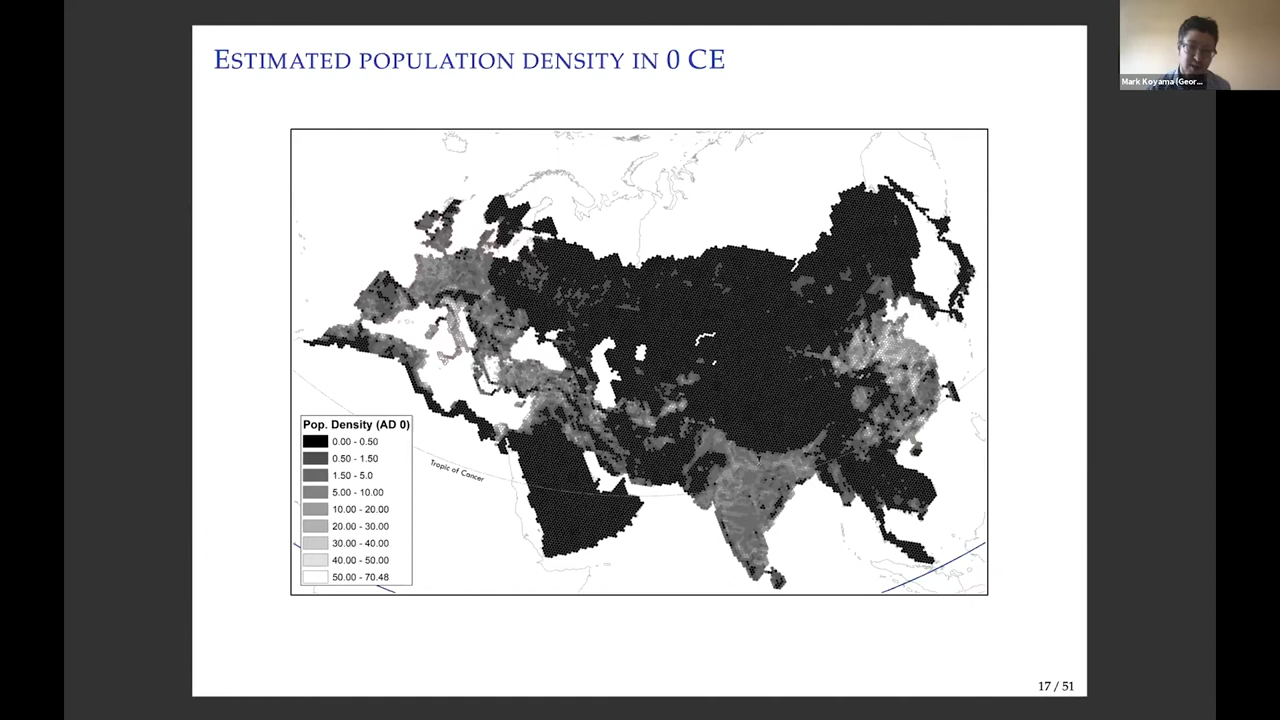 ESTIMATED POPULATION DENSITY IN 0 CE
Mark Koyama (Geor...
Tropic of Cancer
Pop. Density (AD 0)
0.00 - 0.50
0.50 - 1.50
1.50 - 5.0
5.00 - 10.00
10.00 - 20.00
20.00 - 30.00
30.00 - 40.00
40.00 - 50.00
50.00 - 70.48
17 / 51